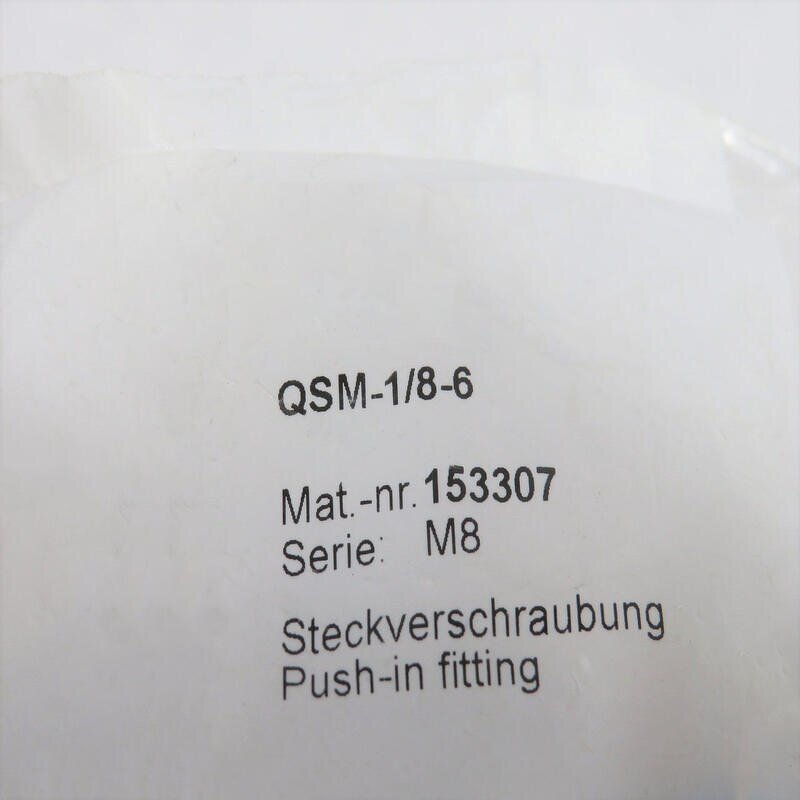 QSM-1/8-6
Mat.-nr. 153307
Serie: M8
Steckverschraubung
Push-in fitting